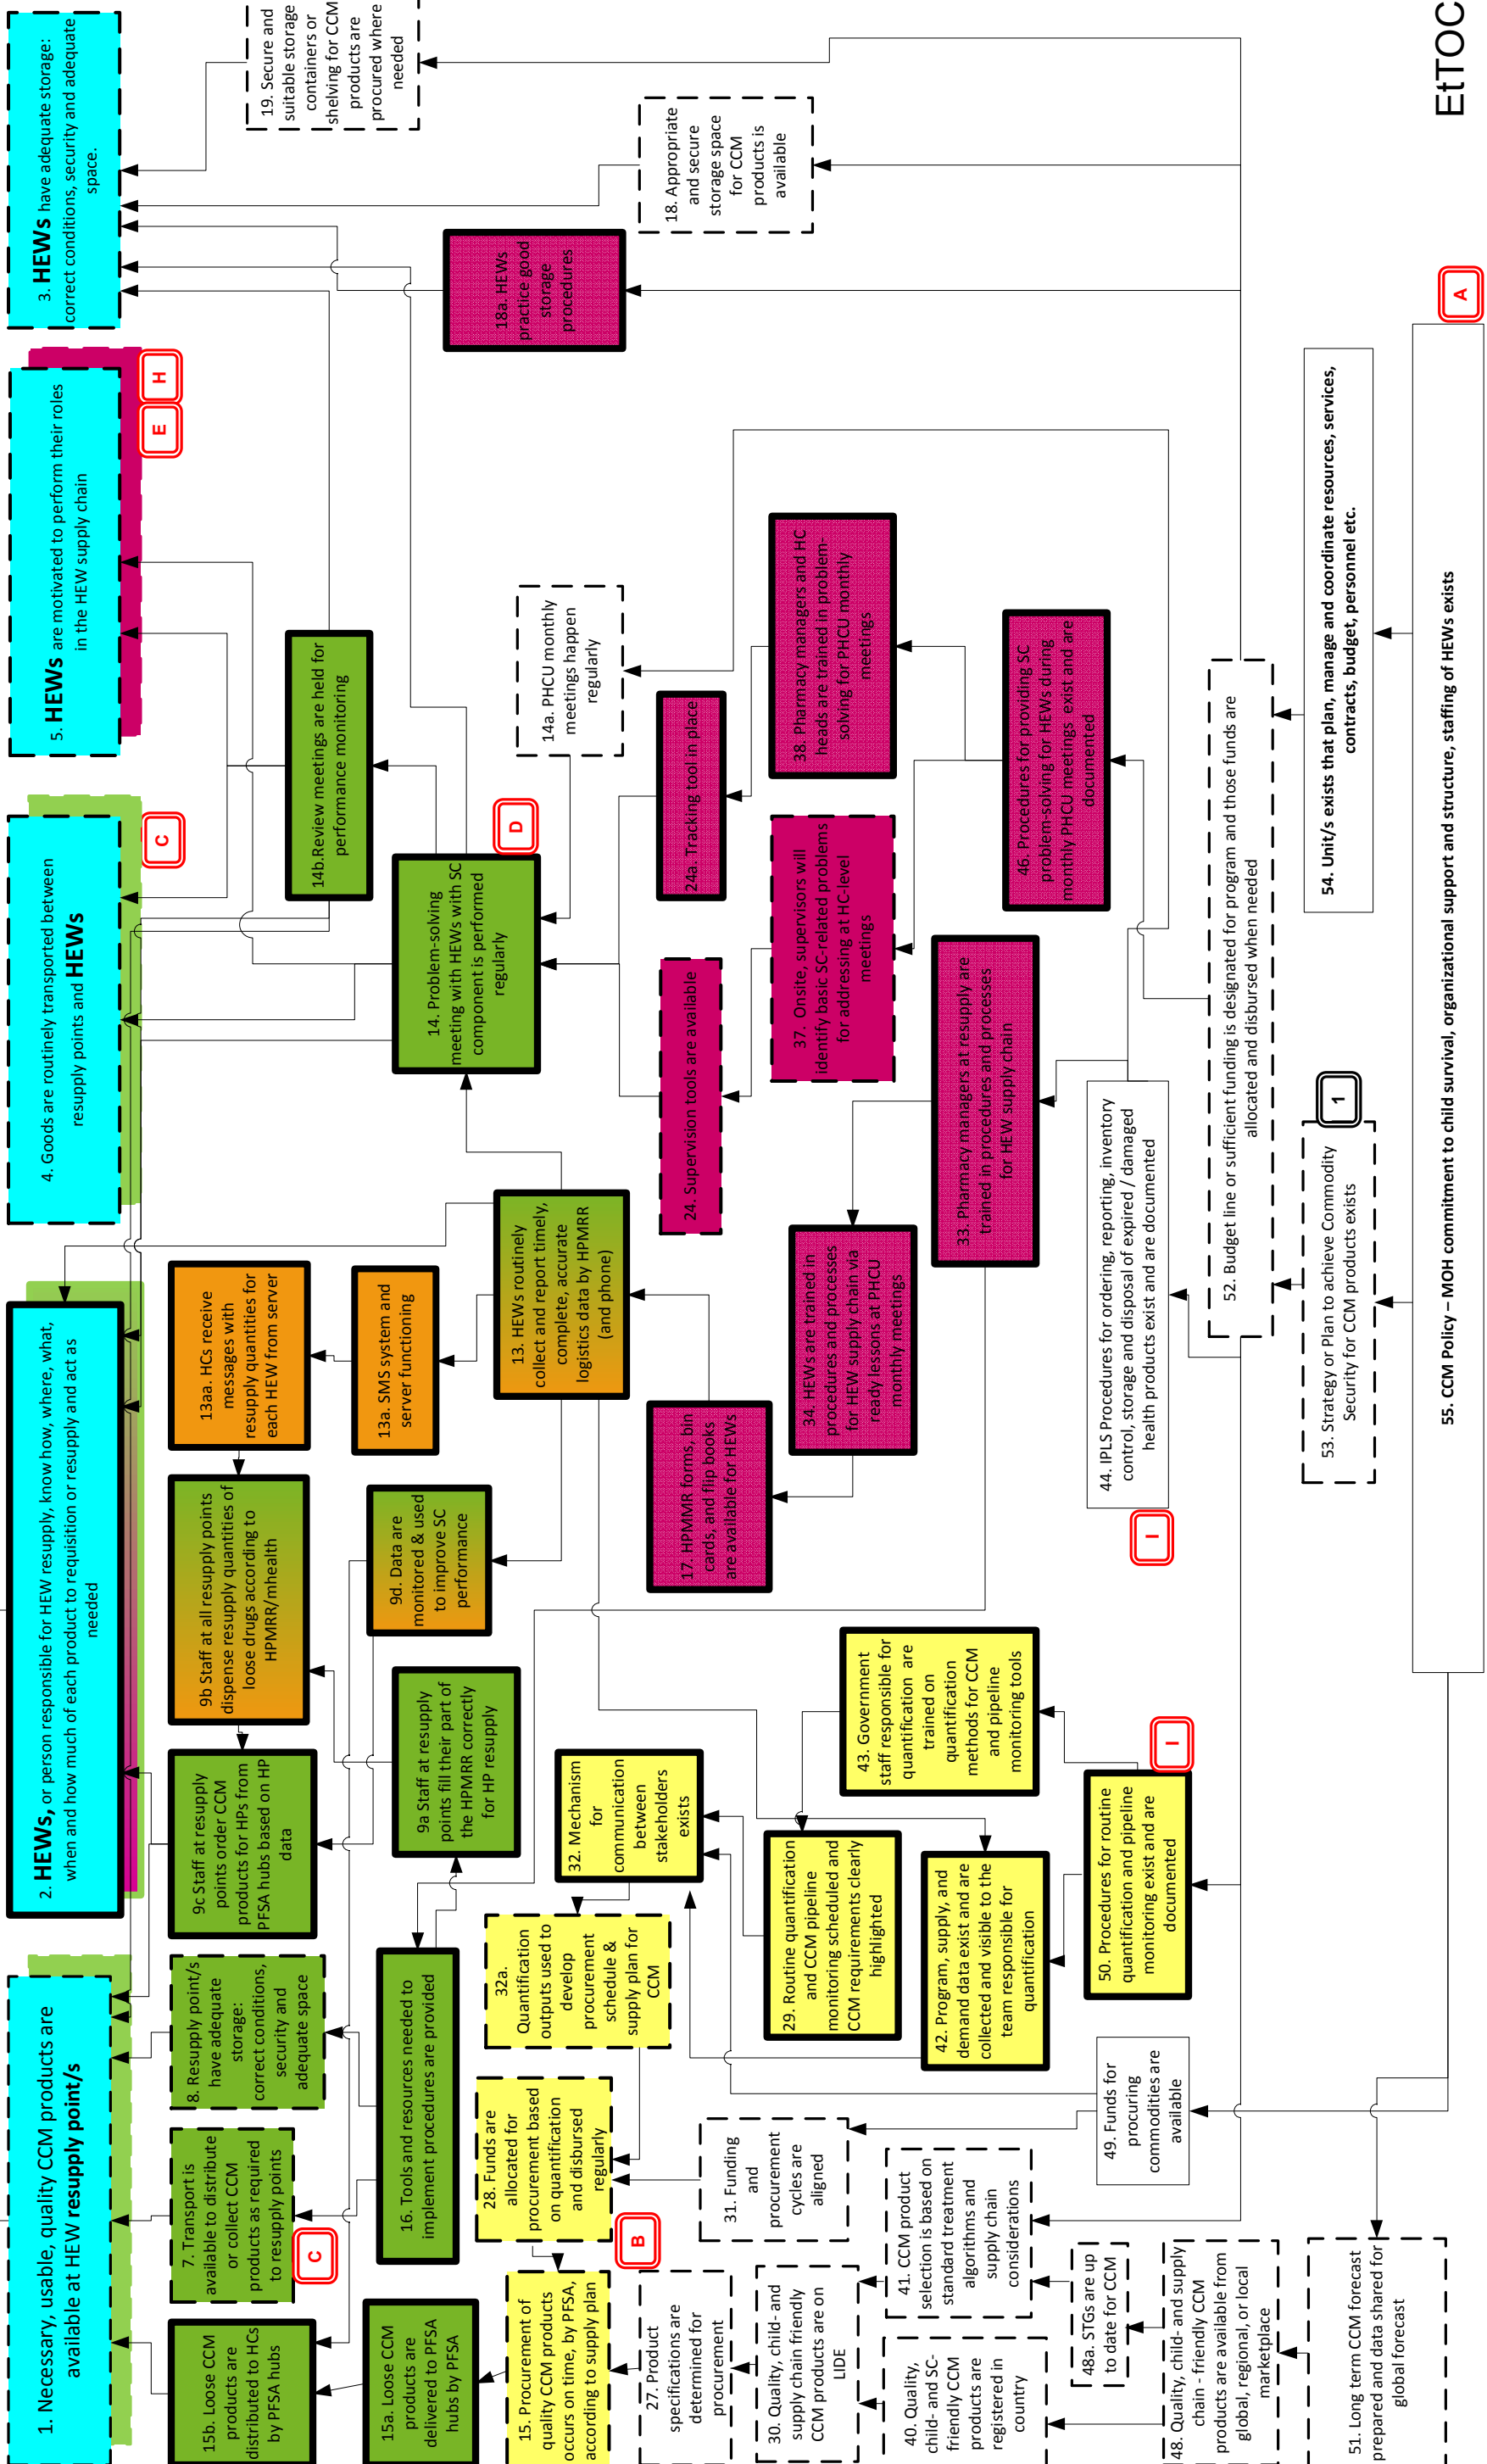 1. Necessary, usable, quality CCM products are
available at HEW resupply point/s
2. HEWs, or person responsible for HEW resupply, know how, where, what,
when and how much of each product to requisition or resupply and act as
needed
4. Goods are routinely transported between
resupply points and HEWs
5. HEWs are motivated to perform their roles
in the HEW supply chain
3. HEWs have adequate storage:
correct conditions, security and adequate
space.
C
E
H
15b. Loose CCM
products are
distributed to HCs
by PFSA hubs
7. Transport is
available to distribute
or collect CCM
products as required
to resupply points
C
8. Resupply point/s
have adequate
storage:
correct conditions,
security and
adequate space
9c Staff at resupply
points order CCM
products for HPs from
PFSA hubs based on HP
data
9b Staff at all resupply points
dispense resupply quantities of
loose drugs according to
HPMRR/mhealth
13aa. HCs receive
messages with
resupply quantities for
each HEW from server
14b.Review meetings are held for
performance monitoring
19. Secure and
suitable storage
containers or
shelving for CCM
products are
procured where
needed
15a. Loose CCM
products are
delivered to PFSA
hubs by PFSA
16. Tools and resources needed to
implement procedures are provided
9a Staff at resupply
points fill their part of
the HPMRR correctly
for HP resupply
9d. Data are
monitored & used
to improve SC
performance
13a. SMS system and
server functioning
14. Problem-solving
meeting with HEWs with SC
component is performed
regularly
D
14a. PHCU monthly
meetings happen
regularly
18a. HEWs
practice good
storage
procedures
15. Procurement of
quality CCM products
occurs on time, by PFSA,
according to supply plan
28. Funds are
allocated for
procurement based
on quantification
and disbursed
regularly
B
32a.
Quantification
outputs used to
develop
procurement
schedule &
supply plan for
CCM
32. Mechanism
for
communication
between
stakeholders
exists
13. HEWs routinely
collect and report timely,
complete, accurate
logistics data by HPMRR
(and phone)
24. Supervision tools are available
24a. Tracking tool in place
18. Appropriate
and secure
storage space
for CCM
products is
available
27. Product
specifications are
determined for
procurement
31. Funding
and
procurement
cycles are
aligned
17. HPMMR forms, bin
cards, and flip books
are available for HEWs
30. Quality, child- and
supply chain friendly
CCM products are on
LIDE
29. Routine quantification
and CCM pipeline
monitoring scheduled and
CCM requirements clearly
highlighted
43. Government
staff responsible for
quantification are
trained on
quantification
methods for CCM
and pipeline
monitoring tools
34. HEWs are trained in
procedures and processes
for HEW supply chain via
ready lessons at PHCU
monthly meetings
37. Onsite, supervisors will
identify basic SC-related problems
for addressing at HC-level
meetings
38. Pharmacy managers and HC
heads are trained in problem-
solving for PHCU monthly
meetings
40. Quality,
child- and SC-
friendly CCM
products are
registered in
country
41. CCM product
selection is based on
standard treatment
algorithms and
supply chain
considerations
42. Program, supply, and
demand data exist and are
collected and visible to the
team responsible for
quantification
33. Pharmacy managers at resupply are
trained in procedures and processes
for HEW supply chain
46. Procedures for providing SC
problem-solving for HEWs during
monthly PHCU meetings exist and are
documented
48a. STGs are up
to date for CCM
49. Funds for
procuring
commodities are
available
50. Procedures for routine
quantification and pipeline
monitoring exist and are
documented
I
44. IPLS Procedures for ordering, reporting, inventory
control, storage and disposal of expired / damaged
health products exist and are documented
I
48. Quality, child- and supply
chain - friendly CCM
products are available from
global, regional, or local
marketplace
52. Budget line or sufficient funding is designated for program and those funds are
allocated and disbursed when needed
51. Long term CCM forecast
prepared and data shared for
global forecast
53. Strategy or Plan to achieve Commodity
Security for CCM products exists
1
54. Unit/s exists that plan, manage and coordinate resources, services,
contracts, budget, personnel etc.
55. CCM Policy – MOH commitment to child survival, organizational support and structure, staffing of HEWs exists
A
EtTOC